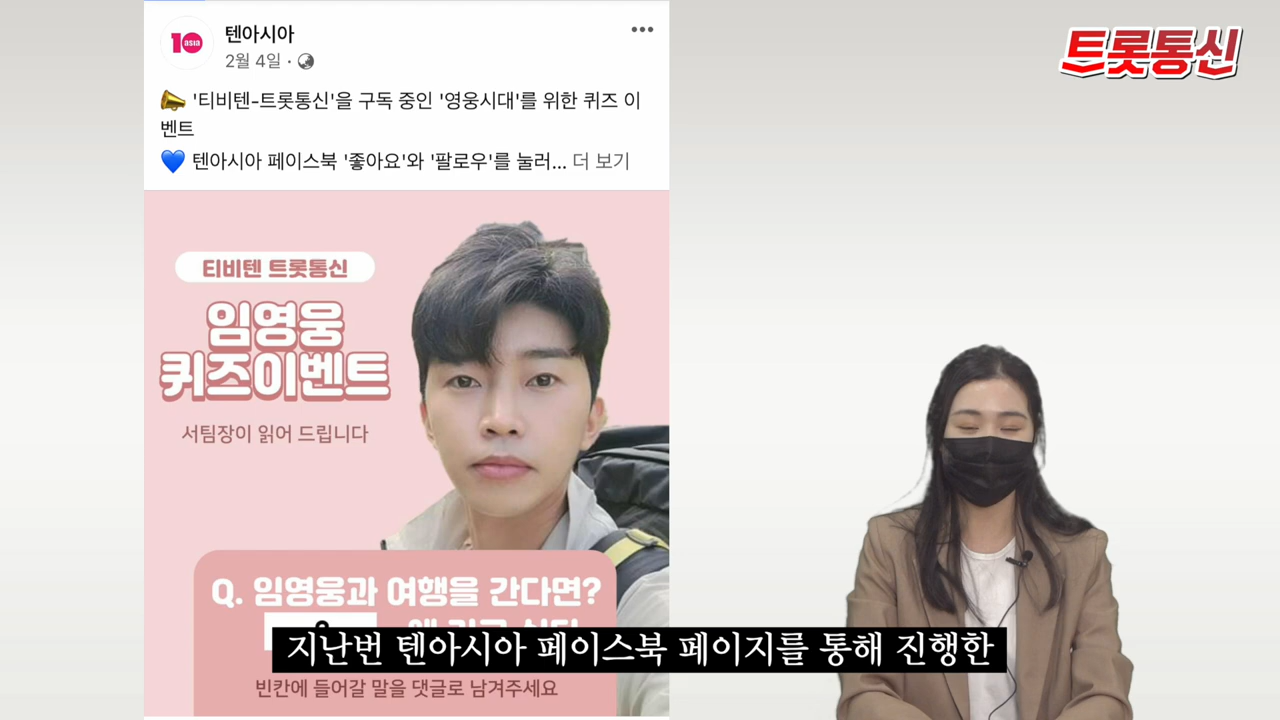 10
asia
텐아시아
2월 4일 ·
트롯통신
'티비텐-트롯통신'을 구독 중인 '영웅시대'를 위한 퀴즈 이
벤트
텐아시아 페이스북 '좋아요'와 '팔로우'를 눌러... 더 보기
티비텐 트롯통신
임영웅
퀴즈이벤트
서팀장이 읽어 드립니다
Q. 임영웅과 여행을 간다면?
지난번 텐아시아 페이스북 페이지를 통해 진행한
빈칸에 들어갈 말을 댓글로 남겨주세요